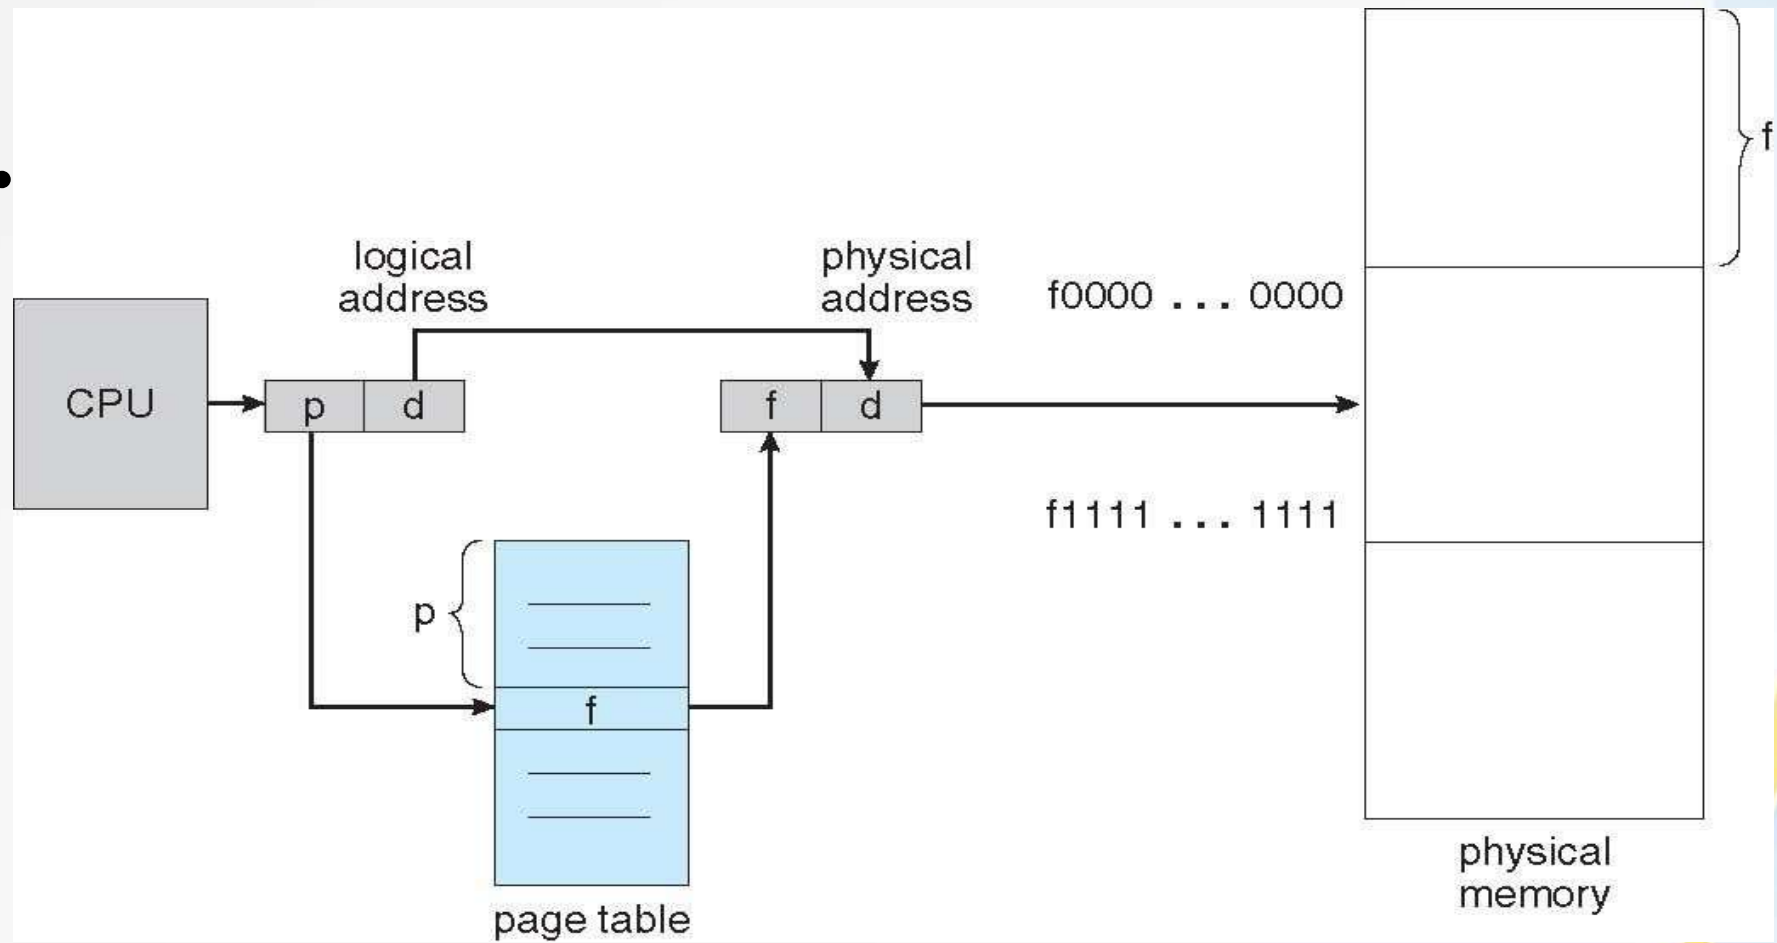 f
logical
address
physical
address
f0000 ... 0000
CPU
p
d
f
d
f1111 ... 1111
p
f
physical
memory
page table